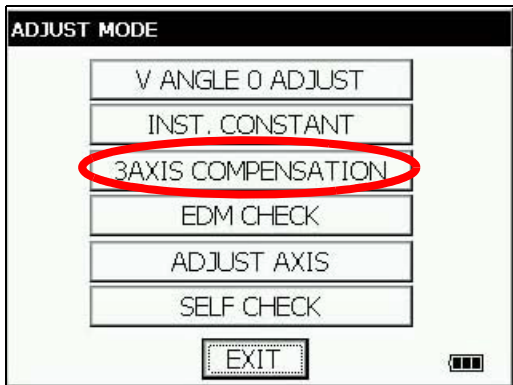 ADJUST MODE
V ANGLE 0 ADJUST
INST. CONSTANT
3AXIS COMPENSATION
EDM CHECK
ADJUST AXIS
SELF CHECK
EXIT